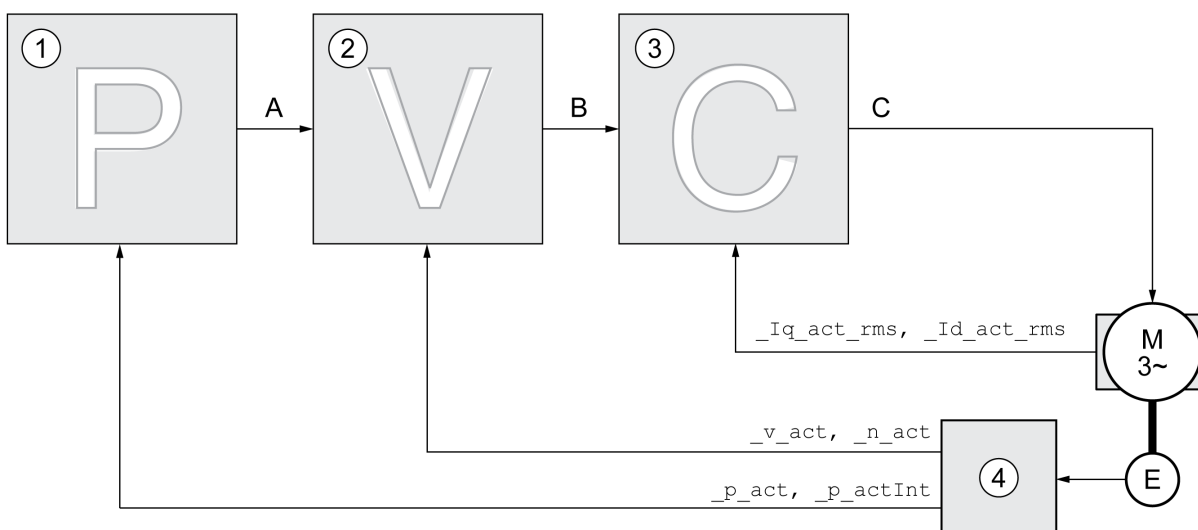 1
P
A
2
V
B
3
C
C
_Iq_act_rms, _Id_act_rms
M
3~
_v_act, _n_act
_p_act, _p_actInt
4
E